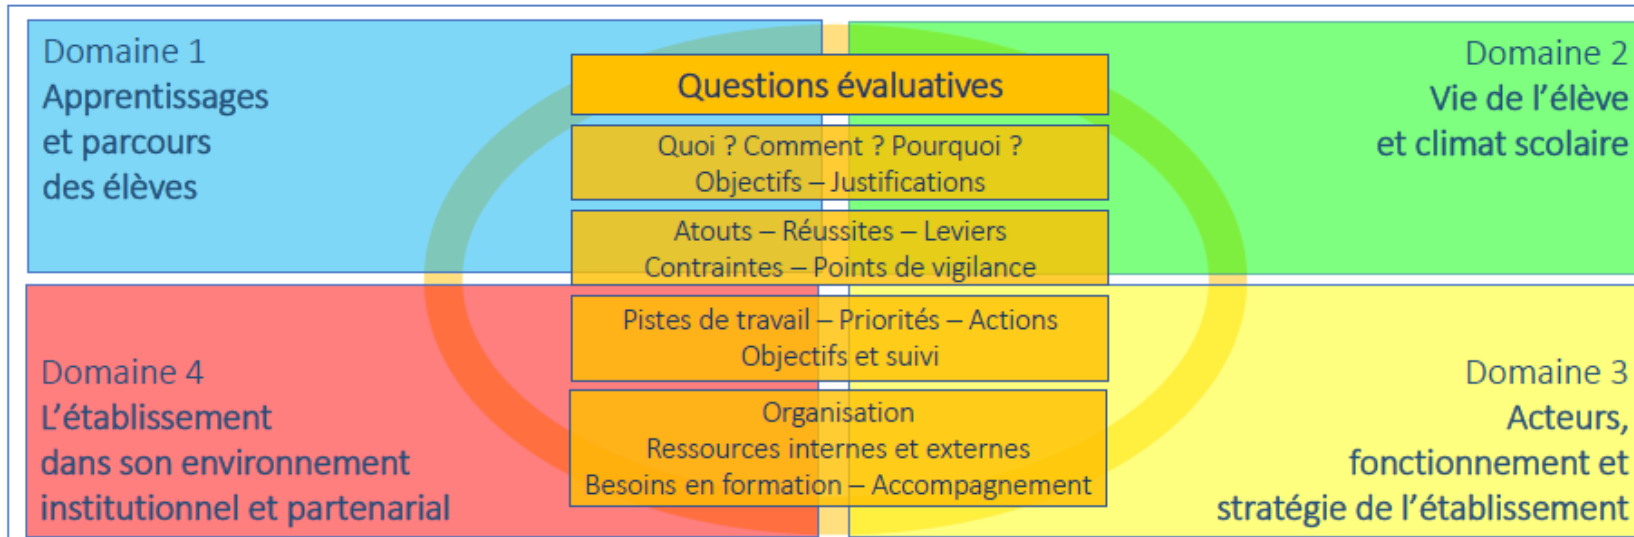 Domaine 1
Apprentissages
et parcours
des élèves
Questions évaluatives
Quoi ? Comment ? Pourquoi ?
Objectifs – Justifications
Atouts – Réussites – Leviers
Contraintes – Points de vigilance
Pistes de travail – Priorités – Actions
Objectifs et suivi
Organisation
Ressources internes et externes
Besoins en formation – Accompagnement
Domaine 2
Vie de l’élève
et climat scolaire
Domaine 4
L’établissement
dans son environnement
institutionnel et partenarial
Domaine 3
Acteurs,
fonctionnement et
stratégie de l’établissement